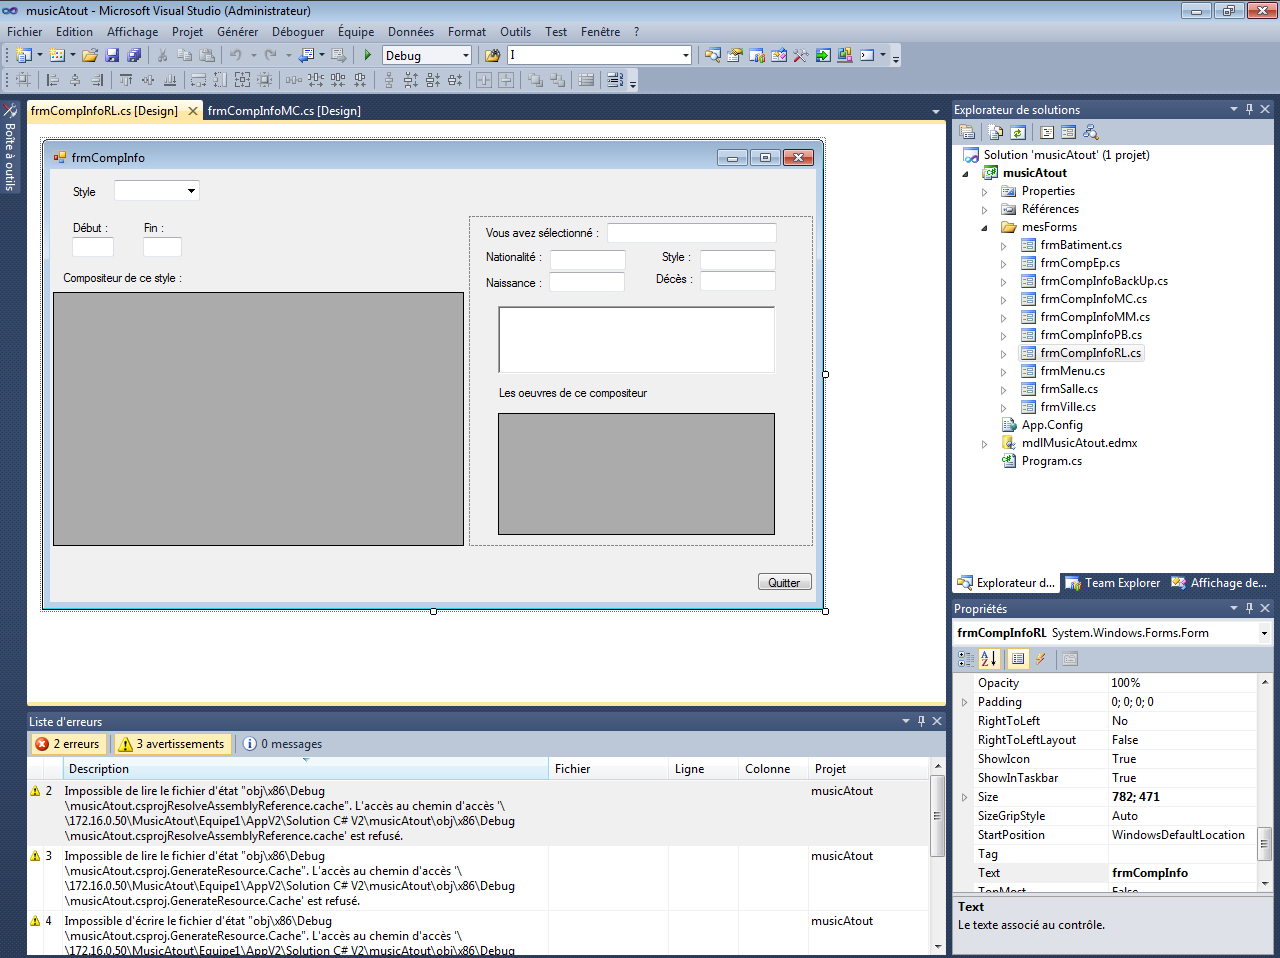 musicAtout - Microsoft Visual Studio (Administrateur)
Fichier Edition Affichage Projet Générer Déboguer Équipe Données Format Outils Test Fenêtre ?
Debug I
Boîte à outils
frmCompInfoRL.cs [Design] frmCompInfoMC.cs [Design]
frmCompInfo
Style
Début : Fin :
Compositeur de ce style :
Vous avez sélectionné :
Nationalité : Style :
Naissance : Décès :
Les oeuvres de ce compositeur
Quitter
Explorateur de solutions
Solution 'musicAtout' (1 projet)
musicAtout
Properties
Références
mesForms
frmBatiment.cs
frmCompEp.cs
frmCompInfoBackUp.cs
frmCompInfoMC.cs
frmCompInfoMM.cs
frmCompInfoPB.cs
frmCompInfoRL.cs
frmMenu.cs
frmSalle.cs
frmVille.cs
App.Config
mdlMusicAtout.edmx
Program.cs
Explorateur d... Team Explorer Affichage de...
Propriétés
frmCompInfoRL System.Windows.Forms.Form
Opacity 100%
Padding 0; 0; 0; 0
RightToLeft No
RightToLeftLayout False
ShowIcon True
ShowInTaskbar True
Size 782; 471
SizeGripStyle Auto
StartPosition WindowsDefaultLocation
Tag
Text frmCompInfo
TopMost False
Text
Le texte associé au contrôle.
Liste d'erreurs
2 erreurs 3 avertissements 0 messages
Description Fichier Ligne Colonne Projet
2 Impossible de lire le fichier d'état "obj\x86\Debug musicAtout
\musicAtout.csprojResolveAssemblyReference.cache". L'accès au chemin d'accès '\
\172.16.0.50\MusicAtout\Equipe1\AppV2\Solution C# V2\musicAtout\obj\x86\Debug
\musicAtout.csprojResolveAssemblyReference.cache' est refusé.
3 Impossible de lire le fichier d'état "obj\x86\Debug musicAtout
\musicAtout.csproj.GenerateResource.Cache". L'accès au chemin d'accès '\
\172.16.0.50\MusicAtout\Equipe1\AppV2\Solution C# V2\musicAtout\obj\x86\Debug
\musicAtout.csproj.GenerateResource.Cache' est refusé.
4 Impossible d'écrire le fichier d'état "obj\x86\Debug musicAtout
\musicAtout.csproj.GenerateResource.Cache". L'accès au chemin d'accès '\
\172.16.0.50\MusicAtout\Equipe1\AppV2\Solution C# V2\musicAtout\obj\x86\Debug